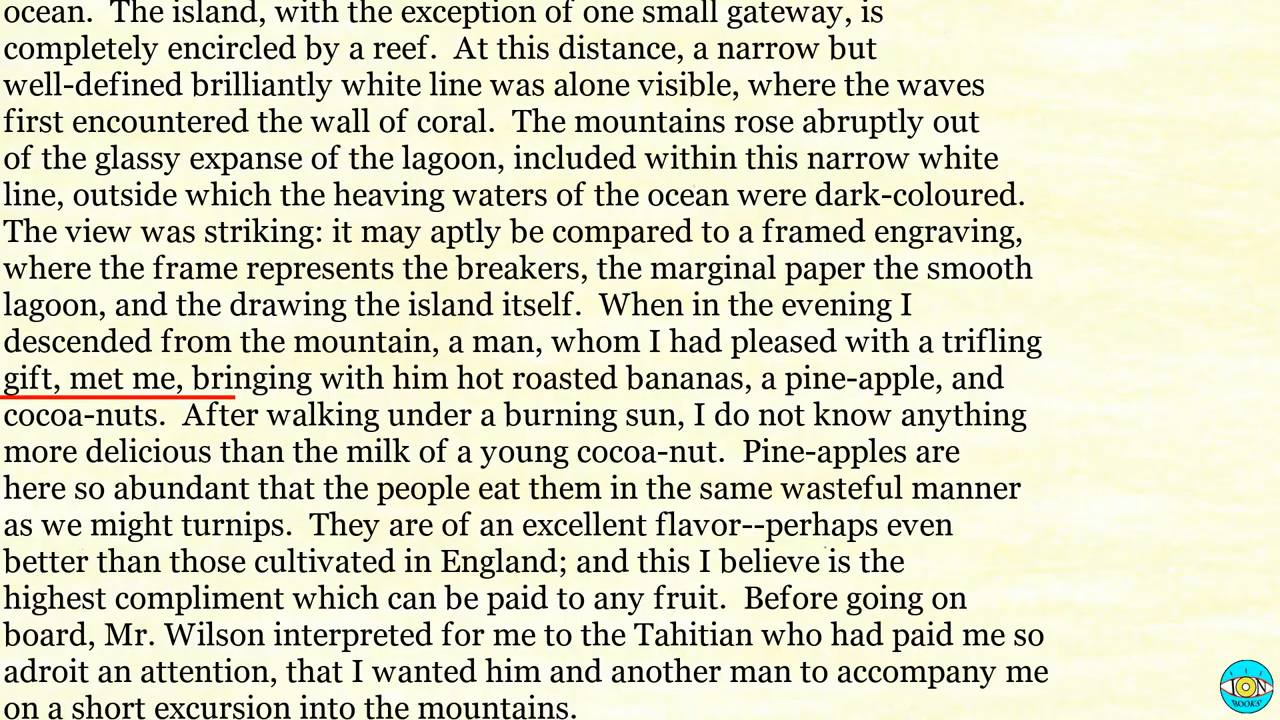 ocean.  The island, with the exception of one small gateway, is
completely encircled by a reef.  At this distance, a narrow but
well-defined brilliantly white line was alone visible, where the waves
first encountered the wall of coral.  The mountains rose abruptly out
of the glassy expanse of the lagoon, included within this narrow white
line, outside which the heaving waters of the ocean were dark-coloured.
The view was striking: it may aptly be compared to a framed engraving,
where the frame represents the breakers, the marginal paper the smooth
lagoon, and the drawing the island itself.  When in the evening I
descended from the mountain, a man, whom I had pleased with a trifling
gift, met me, bringing with him hot roasted bananas, a pine-apple, and
cocoa-nuts.  After walking under a burning sun, I do not know anything
more delicious than the milk of a young cocoa-nut.  Pine-apples are
here so abundant that the people eat them in the same wasteful manner
as we might turnips.  They are of an excellent flavor--perhaps even
better than those cultivated in England; and this I believe is the
highest compliment which can be paid to any fruit.  Before going on
board, Mr. Wilson interpreted for me to the Tahitian who had paid me so
adroit an attention, that I wanted him and another man to accompany me
on a short excursion into the mountains.
ION
BOOKS